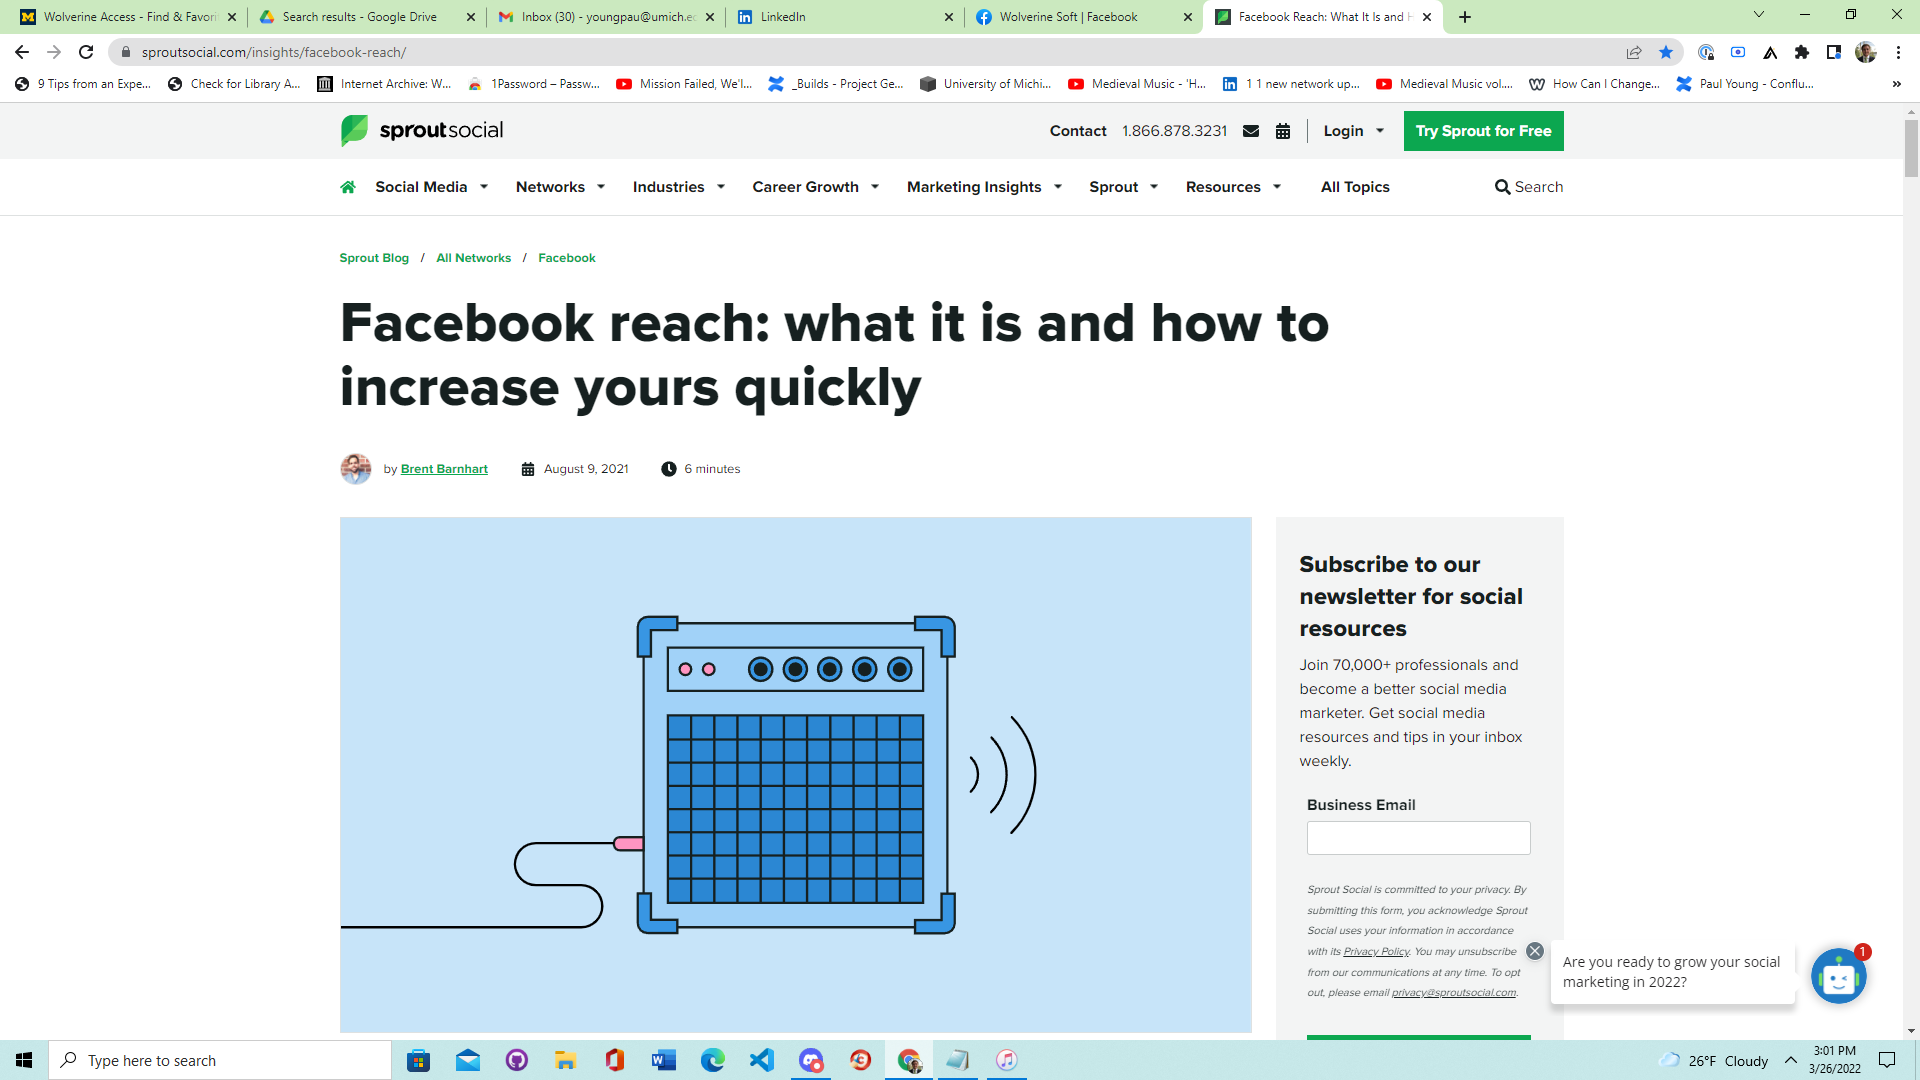 Wolverine Access - Find & Favori
Search results - Google Drive
Inbox (30) - youngpau@umich.ed
LinkedIn
Wolverine Soft | Facebook
Facebook Reach: What It Is and H
sproutsocial.com/insights/facebook-reach/
9 Tips from an Expe...
Check for Library A...
Internet Archive: W...
1Password – Passw...
Mission Failed, We'l...
_Builds - Project Ge...
University of Michi...
Medieval Music - 'H...
1 1 new network up...
Medieval Music vol....
How Can I Change...
Paul Young - Conflu...
»
sproutsocial
Contact 1.866.878.3231
Login
Try Sprout for Free
Social Media
Networks
Industries
Career Growth
Marketing Insights
Sprout
Resources
All Topics
Search
Sprout Blog / All Networks / Facebook
Facebook reach: what it is and how to
increase yours quickly
by Brent Barnhart
August 9, 2021
6 minutes
Subscribe to our
newsletter for social
resources
Join 70,000+ professionals and
become a better social media
marketer. Get social media
resources and tips in your inbox
weekly.
Business Email
Sprout Social is committed to your privacy. By
submitting this form, you acknowledge Sprout
Social uses your information in accordance
with its Privacy Policy. You may unsubscribe
from our communications at any time. To opt
out, please email privacy@sproutsocial.com.
Are you ready to grow your social
marketing in 2022?
1
Type here to search
26°F Cloudy
3:01 PM
3/26/2022